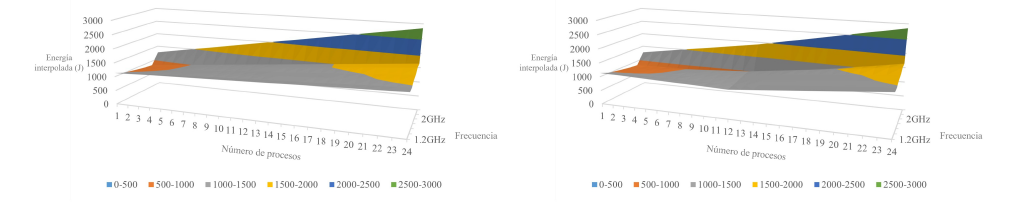 3000
2500
2000
1500
1000
500
0
Energía
interpolada (J)
1 2 3 4 5 6 7 8 9 10 11 12 13 14 15 16 17 18 19 20 21 22 23 24
Número de procesos
2GHz
1.2GHz
Frecuencia
0-500 500-1000 1000-1500 1500-2000 2000-2500 2500-3000
3000
2500
2000
1500
1000
500
0
Energía
interpolada (J)
1 2 3 4 5 6 7 8 9 10 11 12 13 14 15 16 17 18 19 20 21 22 23 24
Número de procesos
2GHz
1.2GHz
Frecuencia
0-500 500-1000 1000-1500 1500-2000 2000-2500 2500-3000